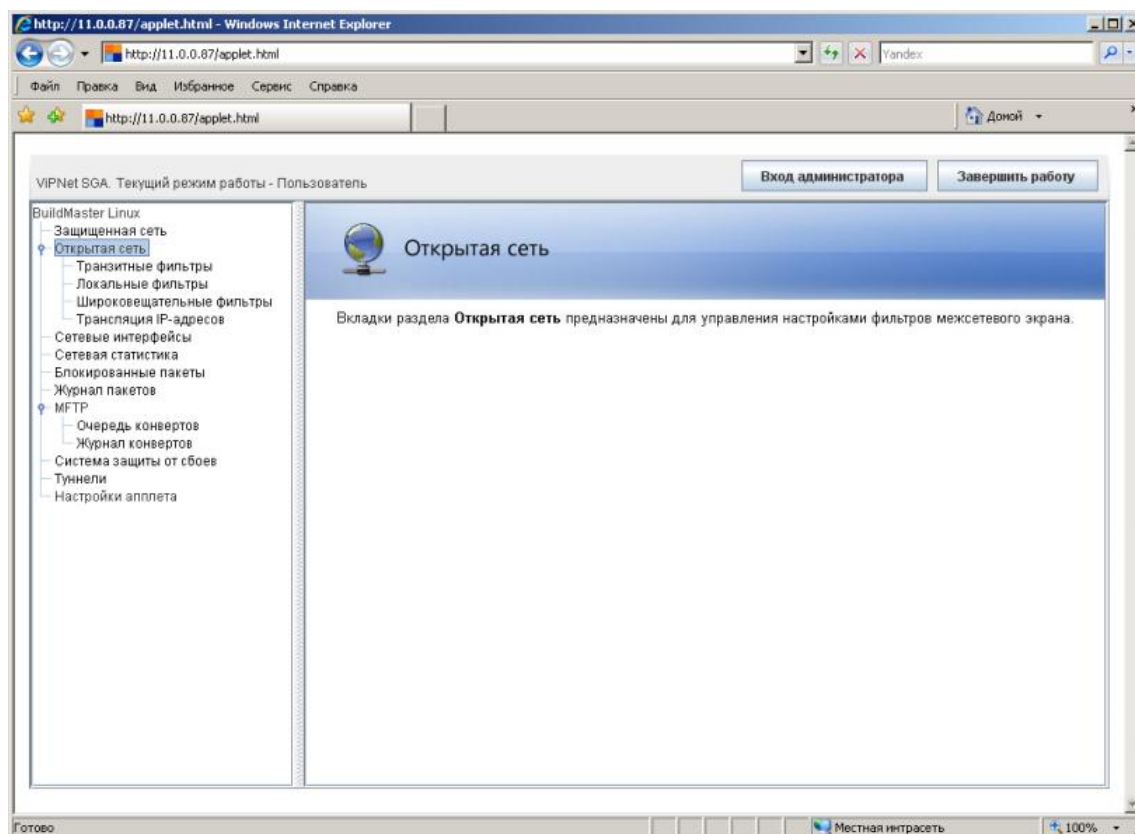 http://11.0.0.87/applet.html - Windows Internet Explorer
http://11.0.0.87/applet.html
Yandex
Файл Правка Вид Избранное Сервис Справка
http://11.0.0.87/applet.html
Домой
ViPNet SGA. Текущий режим работы - Пользователь
Вход администратора
Завершить работу
BuildMaster Linux
Защищенная сеть
Открытая сеть
Транзитные фильтры
Локальные фильтры
Широковещательные фильтры
Трансляция IP-адресов
Сетевые интерфейсы
Сетевая статистика
Блокированные пакеты
Журнал пакетов
MFTP
Очередь конвертов
Журнал конвертов
Система защиты от сбоев
Туннели
Настройки апплета
Открытая сеть
Вкладки раздела Открытая сеть предназначены для управления настройками фильтров межсетевого экрана.
Готово
Местная интрасеть
100%